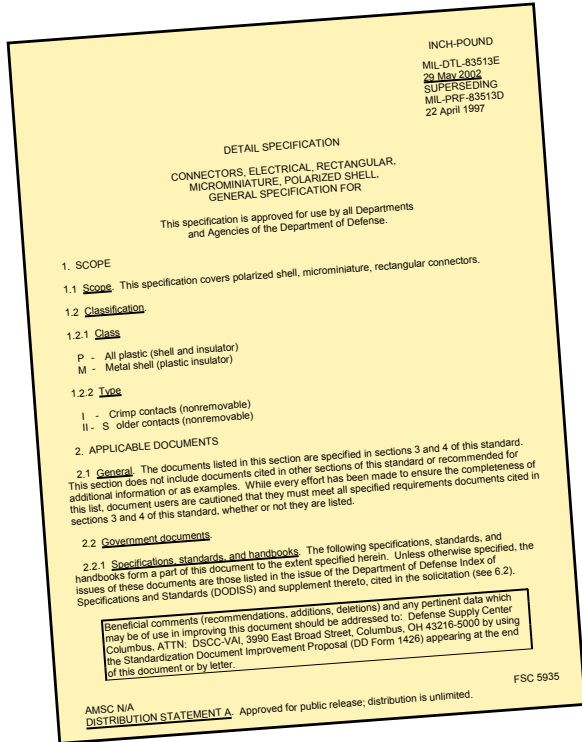 INCH-POUND
MIL-DTL-83513E
29 May 2002
SUPERSEDING
MIL-PRF-83513D
22 April 1997
DETAIL SPECIFICATION
CONNECTORS, ELECTRICAL, RECTANGULAR,
MICROMINIATURE, POLARIZED SHELL,
GENERAL SPECIFICATION FOR
This specification is approved for use by all Departments
and Agencies of the Department of Defense.
1. SCOPE
1.1 Scope. This specification covers polarized shell, microminiature, rectangular connectors.
1.2 Classification.
1.2.1 Class
P - All plastic (shell and insulator)
M - Metal shell (plastic insulator)
1.2.2 Type
I - Crimp contacts (nonremovable)
II - S older contacts (nonremovable)
2. APPLICABLE DOCUMENTS
2.1 General. The documents listed in this section are specified in sections 3 and 4 of this standard.
This section does not include documents cited in other sections of this standard or recommended for
additional information or as examples. While every effort has been made to ensure the completeness of
this list, document users are cautioned that they must meet all specified requirements documents cited in
sections 3 and 4 of this standard, whether or not they are listed.
2.2 Government documents.
2.2.1 Specifications, standards, and handbooks. The following specifications, standards, and
handbooks form a part of this document to the extent specified herein. Unless otherwise specified, the
issues of these documents are those listed in the issue of the Department of Defense Index of
Specifications and Standards (DODISS) and supplement thereto, cited in the solicitation (see 6.2).
Beneficial comments (recommendations, additions, deletions) and any pertinent data which
may be of use in improving this document should be addressed to: Defense Supply Center
Columbus, ATTN: DSCC-VAI, 3990 East Broad Street, Columbus, OH 43216-5000 by using
the Standardization Document Improvement Proposal (DD Form 1426) appearing at the end
of this document or by letter.
AMSC N/A FSC 5935
DISTRIBUTION STATEMENT A. Approved for public release; distribution is unlimited.